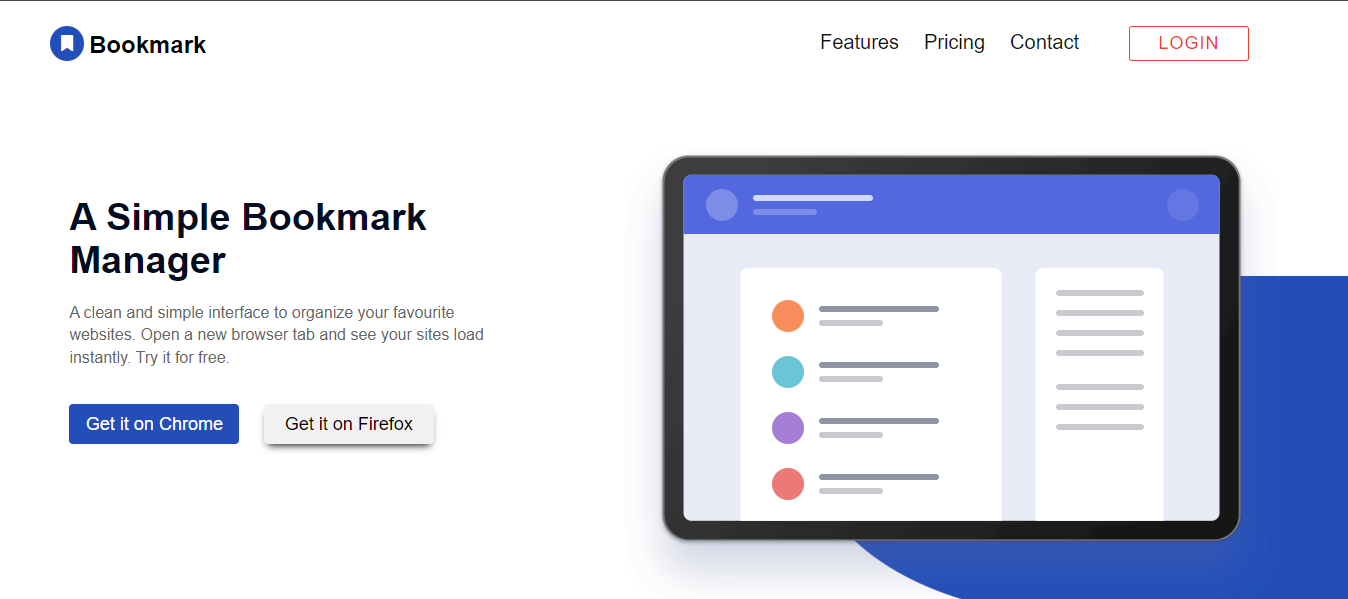 Bookmark
Features Pricing Contact LOGIN
A Simple Bookmark
Manager
A clean and simple interface to organize your favourite
websites. Open a new browser tab and see your sites load
instantly. Try it for free.
Get it on Chrome Get it on Firefox